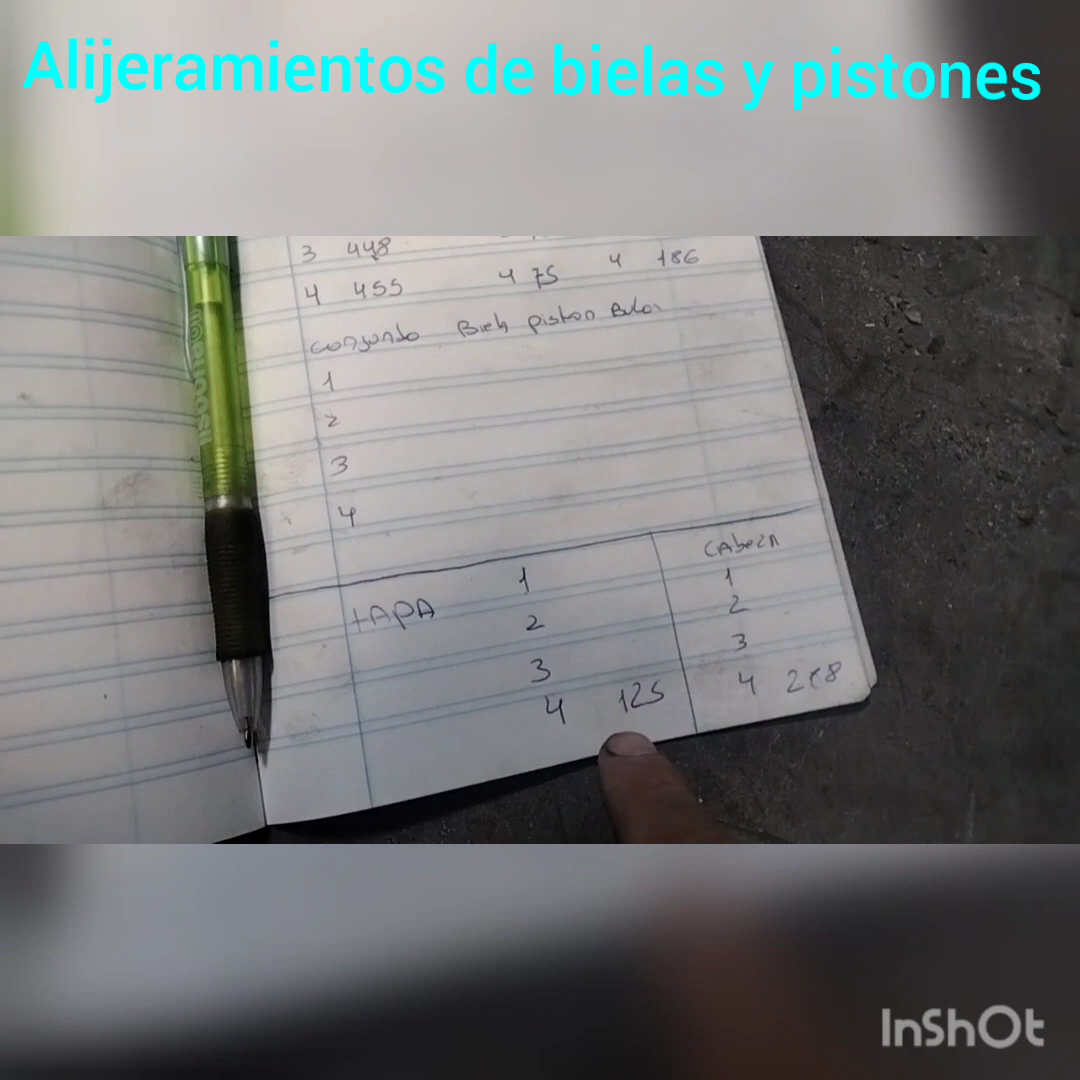 Alijeramientos de bielas y pistones
3 448
4 455 4 75 4 186
conjunto Biela piston Bulon
1
2
3
4
cabeza
tapa 1 1
2 2
3 3
4 125 4
InShOt